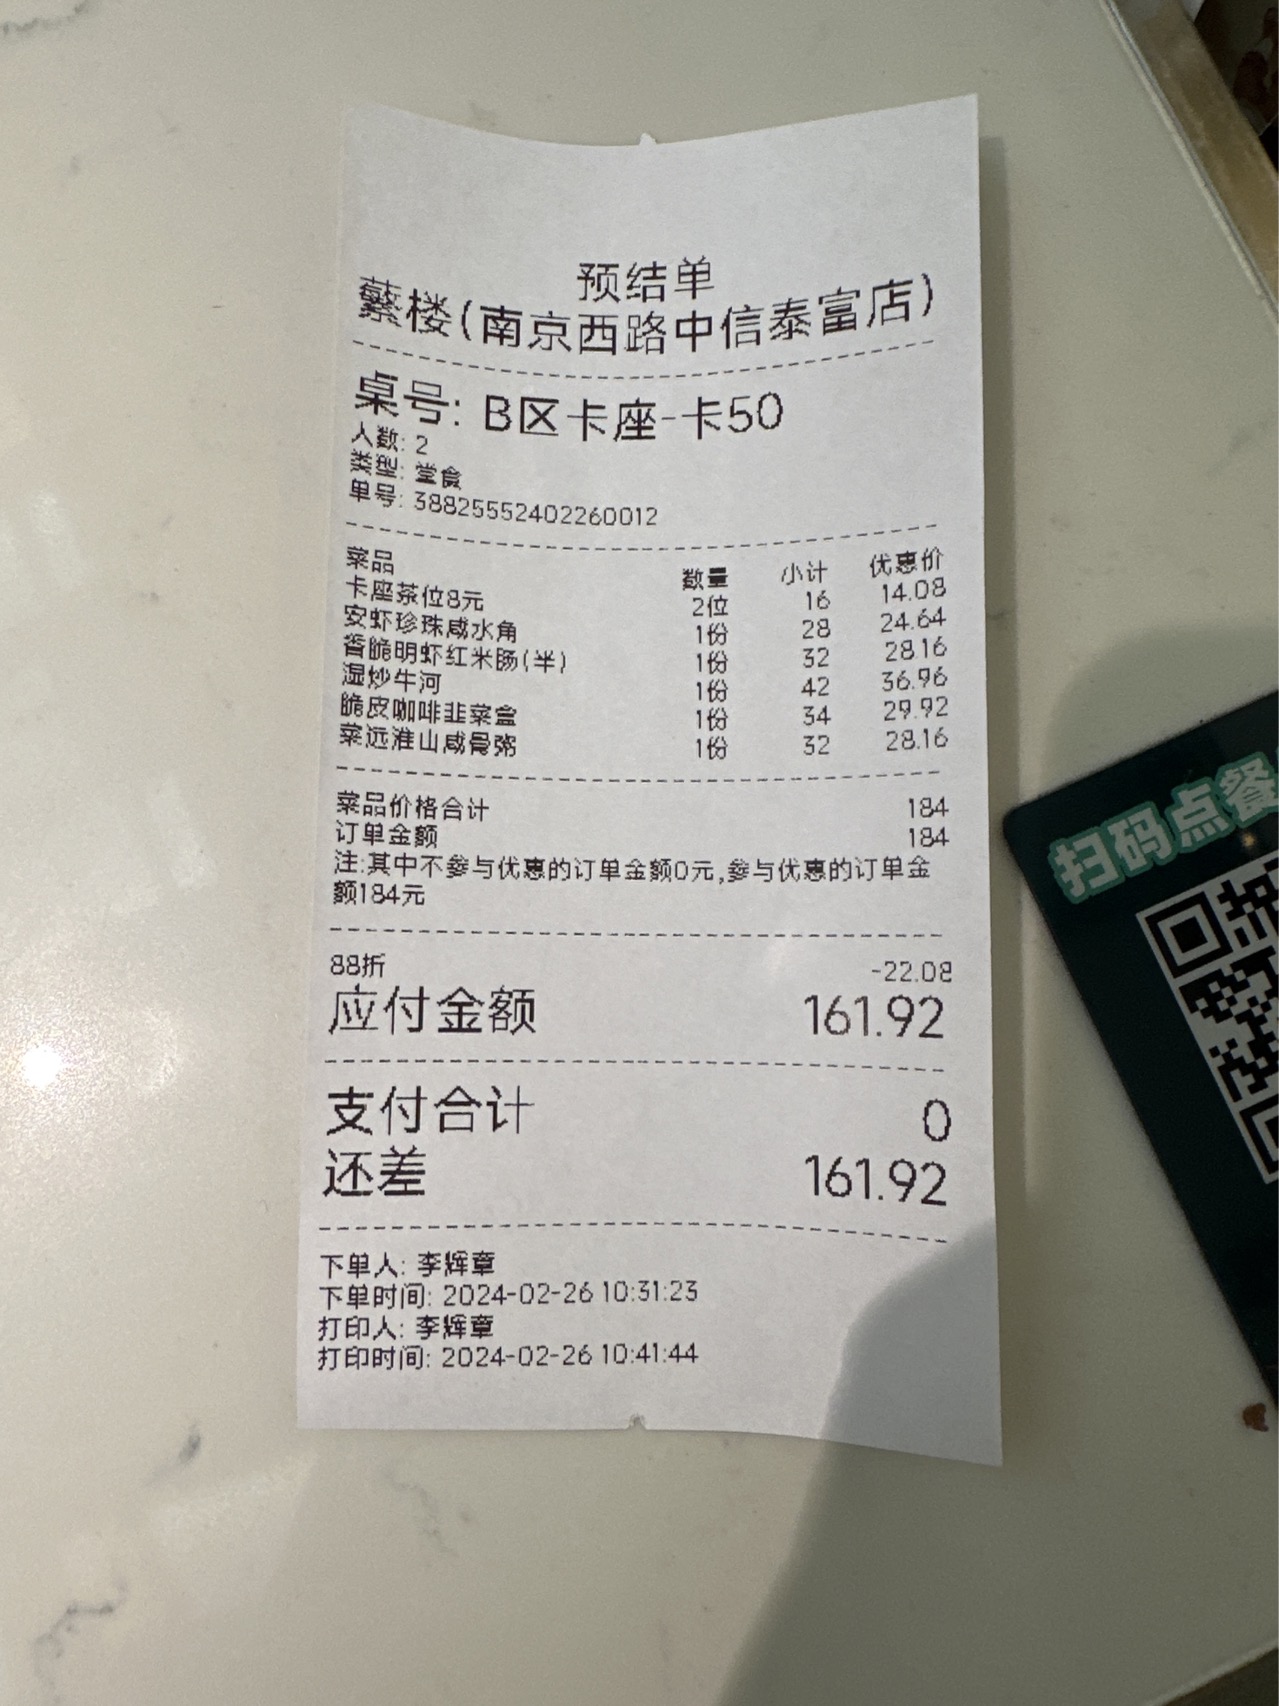 预结单
蘩楼(南京西路中信泰富店)
桌号: B区卡座-卡50
人数: 2
类型: 堂食
单号: 38825552402260012
菜品 数量 小计 优惠价
卡座茶位8元 2位 16 14.08
安虾珍珠咸水角 1份 28 24.64
香脆明虾红米肠(半) 1份 32 28.16
湿炒牛河 1份 42 36.96
脆皮咖啡韭菜盒 1份 34 29.92
菜远淮山咸骨粥 1份 32 28.16
菜品价格合计 184
订单金额 184
注:其中不参与优惠的订单金额0元,参与优惠的订单金
额184元
88折 -22.08
应付金额 161.92
支付合计 0
还差 161.92
下单人: 李辉章
下单时间: 2024-02-26 10:31:23
打印人: 李辉章
打印时间: 2024-02-26 10:41:44
扫码点餐